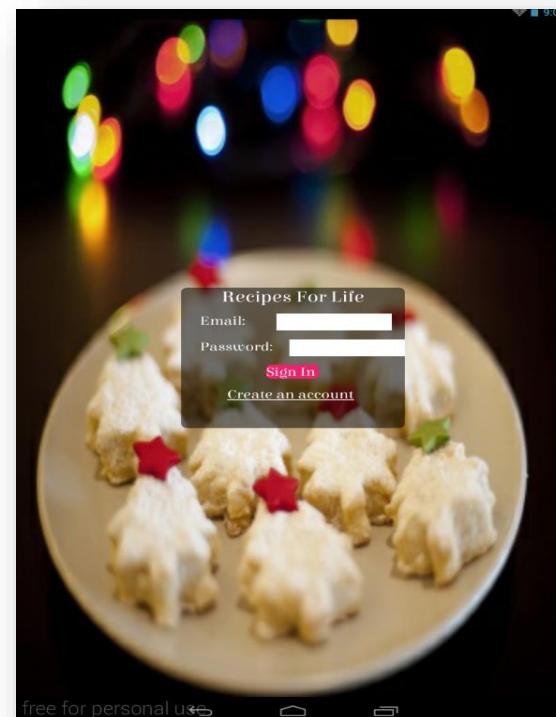 Recipes For Life
Email:
Password:
Sign In
Create an account
free for personal use